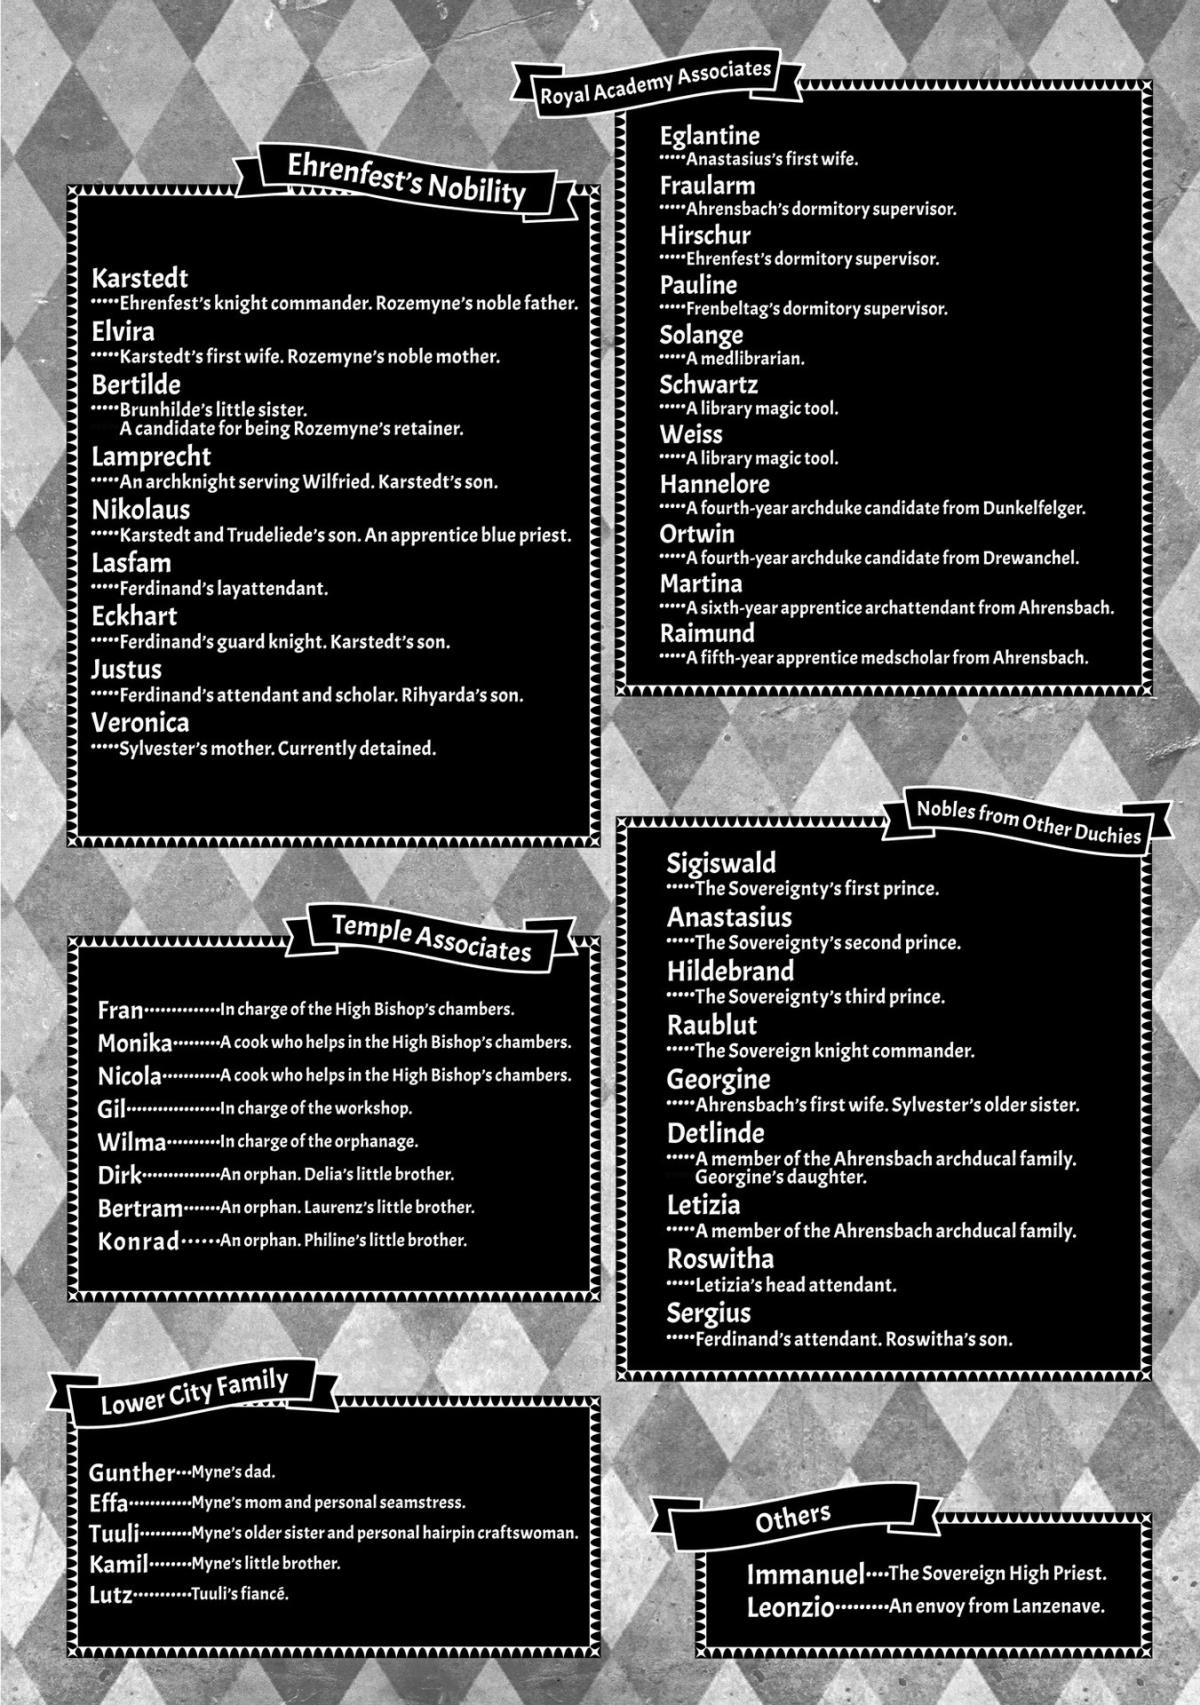 Ehrenfest's Nobility
Karstedt
•••••Ehrenfest's knight commander. Rozemyne's noble father.
Elvira
•••••Karstedt's first wife. Rozemyne's noble mother.
Bertilde
•••••Brunhilde's little sister.
A candidate for being Rozemyne's retainer.
Lamprecht
•••••An archknight serving Wilfried. Karstedt's son.
Nikolaus
•••••Karstedt and Trudeliede's son. An apprentice blue priest.
Lasfam
•••••Ferdinand's layattendant.
Eckhart
•••••Ferdinand's guard knight. Karstedt's son.
Justus
•••••Ferdinand's attendant and scholar. Rihyarda's son.
Veronica
•••••Sylvester's mother. Currently detained.
Temple Associates
Fran••••••••••••••In charge of the High Bishop's chambers.
Monika•••••••••A cook who helps in the High Bishop's chambers.
Nicola•••••••••••A cook who helps in the High Bishop's chambers.
Gil••••••••••••••••••In charge of the workshop.
Wilma••••••••••In charge of the orphanage.
Dirk•••••••••••••••An orphan. Delia's little brother.
Bertram•••••••An orphan. Laurenz's little brother.
Konrad••••••An orphan. Philine's little brother.
Lower City Family
Gunther•••Myne's dad.
Effa••••••••••••Myne's mom and personal seamstress.
Tuuli••••••••••Myne's older sister and personal hairpin craftswoman.
Kamil••••••••Myne's little brother.
Lutz•••••••••••Tuuli's fiancé.
Royal Academy Associates
Eglantine
•••••Anastasius's first wife.
Fraularm
•••••Ahrensbach's dormitory supervisor.
Hirschur
•••••Ehrenfest's dormitory supervisor.
Pauline
•••••Frenbeltag's dormitory supervisor.
Solange
•••••A medlibrarian.
Schwartz
•••••A library magic tool.
Weiss
•••••A library magic tool.
Hannelore
•••••A fourth-year archduke candidate from Dunkelfelger.
Ortwin
•••••A fourth-year archduke candidate from Drewanchel.
Martina
•••••A sixth-year apprentice archattendant from Ahrensbach.
Raimund
•••••A fifth-year apprentice medscholar from Ahrensbach.
Nobles from Other Duchies
Sigiswald
•••••The Sovereignty's first prince.
Anastasius
•••••The Sovereignty's second prince.
Hildebrand
•••••The Sovereignty's third prince.
Raublut
•••••The Sovereign knight commander.
Georgine
•••••Ahrensbach's first wife. Sylvester's older sister.
Detlinde
•••••A member of the Ahrensbach archducal family.
Georgine's daughter.
Letizia
•••••A member of the Ahrensbach archducal family.
Roswitha
•••••Letizia's head attendant.
Sergius
•••••Ferdinand's attendant. Roswitha's son.
Others
Immanuel••••The Sovereign High Priest.
Leonzio•••••••••An envoy from Lanzenave.